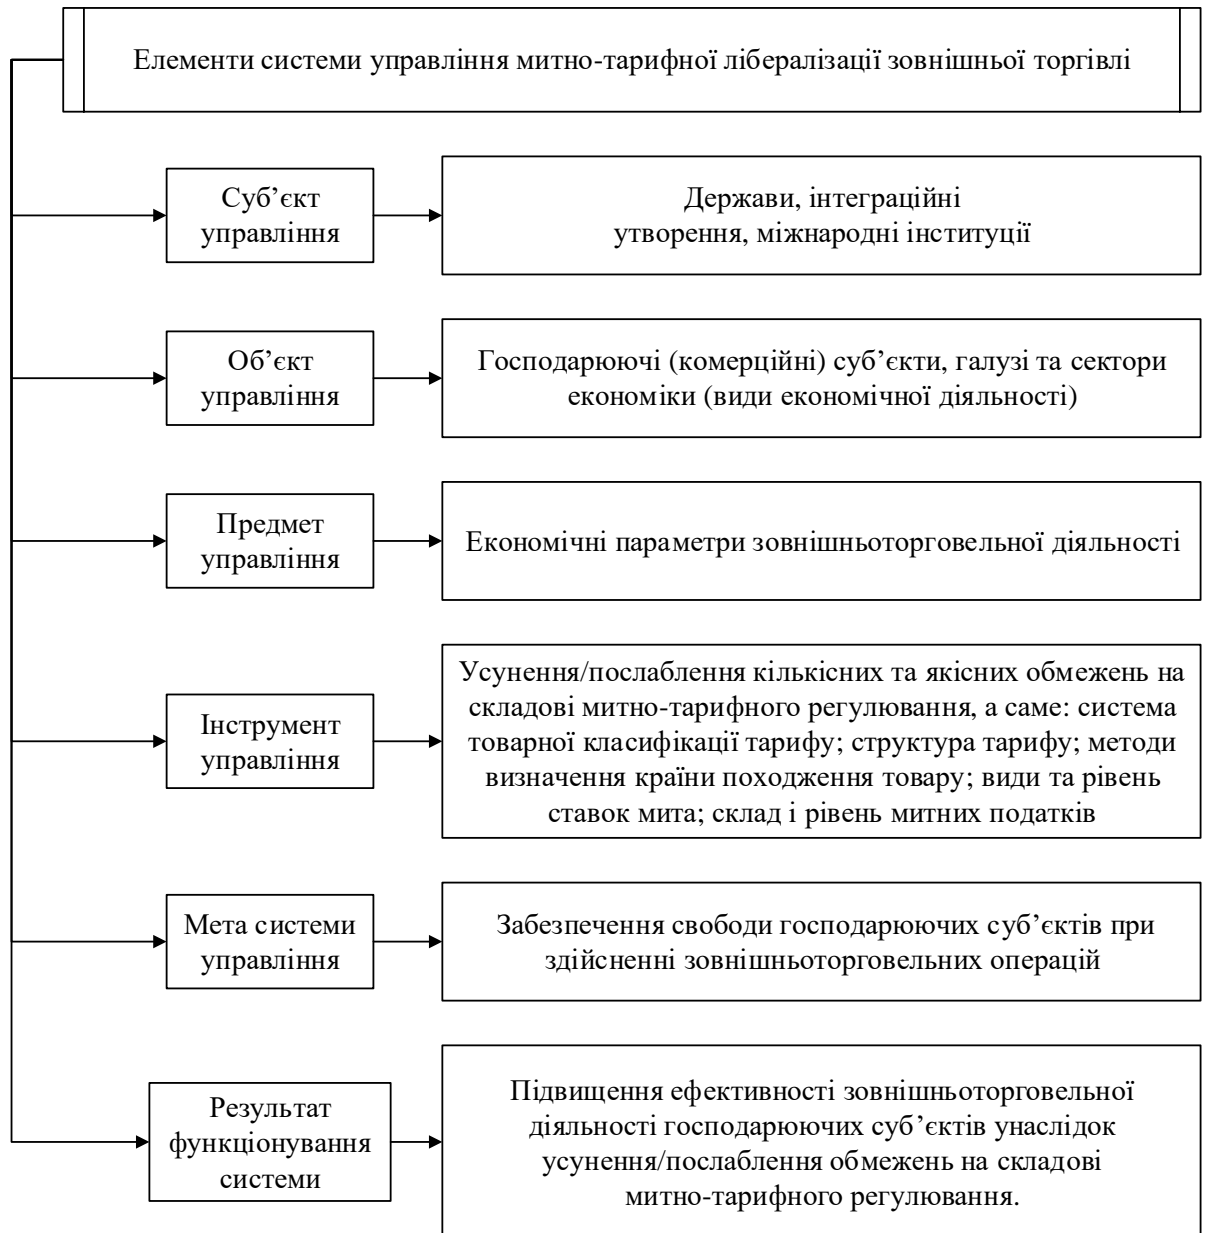 Елементи системи управління митно-тарифної лібералізації зовнішньої торгівлі
Суб’єкт
управління
Держави, інтеграційні
утворення, міжнародні інституції
Об’єкт
управління
Господарюючі (комерційні) суб’єкти, галузі та сектори
економіки (види економічної діяльності)
Предмет
управління
Економічні параметри зовнішньоторговельної діяльності
Інструмент
управління
Усунення/послаблення кількісних та якісних обмежень на
складові митно-тарифного регулювання, а саме: система
товарної класифікації тарифу; структура тарифу; методи
визначення країни походження товару; види та рівень
ставок мита; склад і рівень митних податків
Мета системи
управління
Забезпечення свободи господарюючих суб’єктів при
здійсненні зовнішньоторговельних операцій
Результат
функціонування
системи
Підвищення ефективності зовнішньоторговельної
діяльності господарюючих суб’єктів унаслідок
усунення/послаблення обмежень на складові
митно-тарифного регулювання.